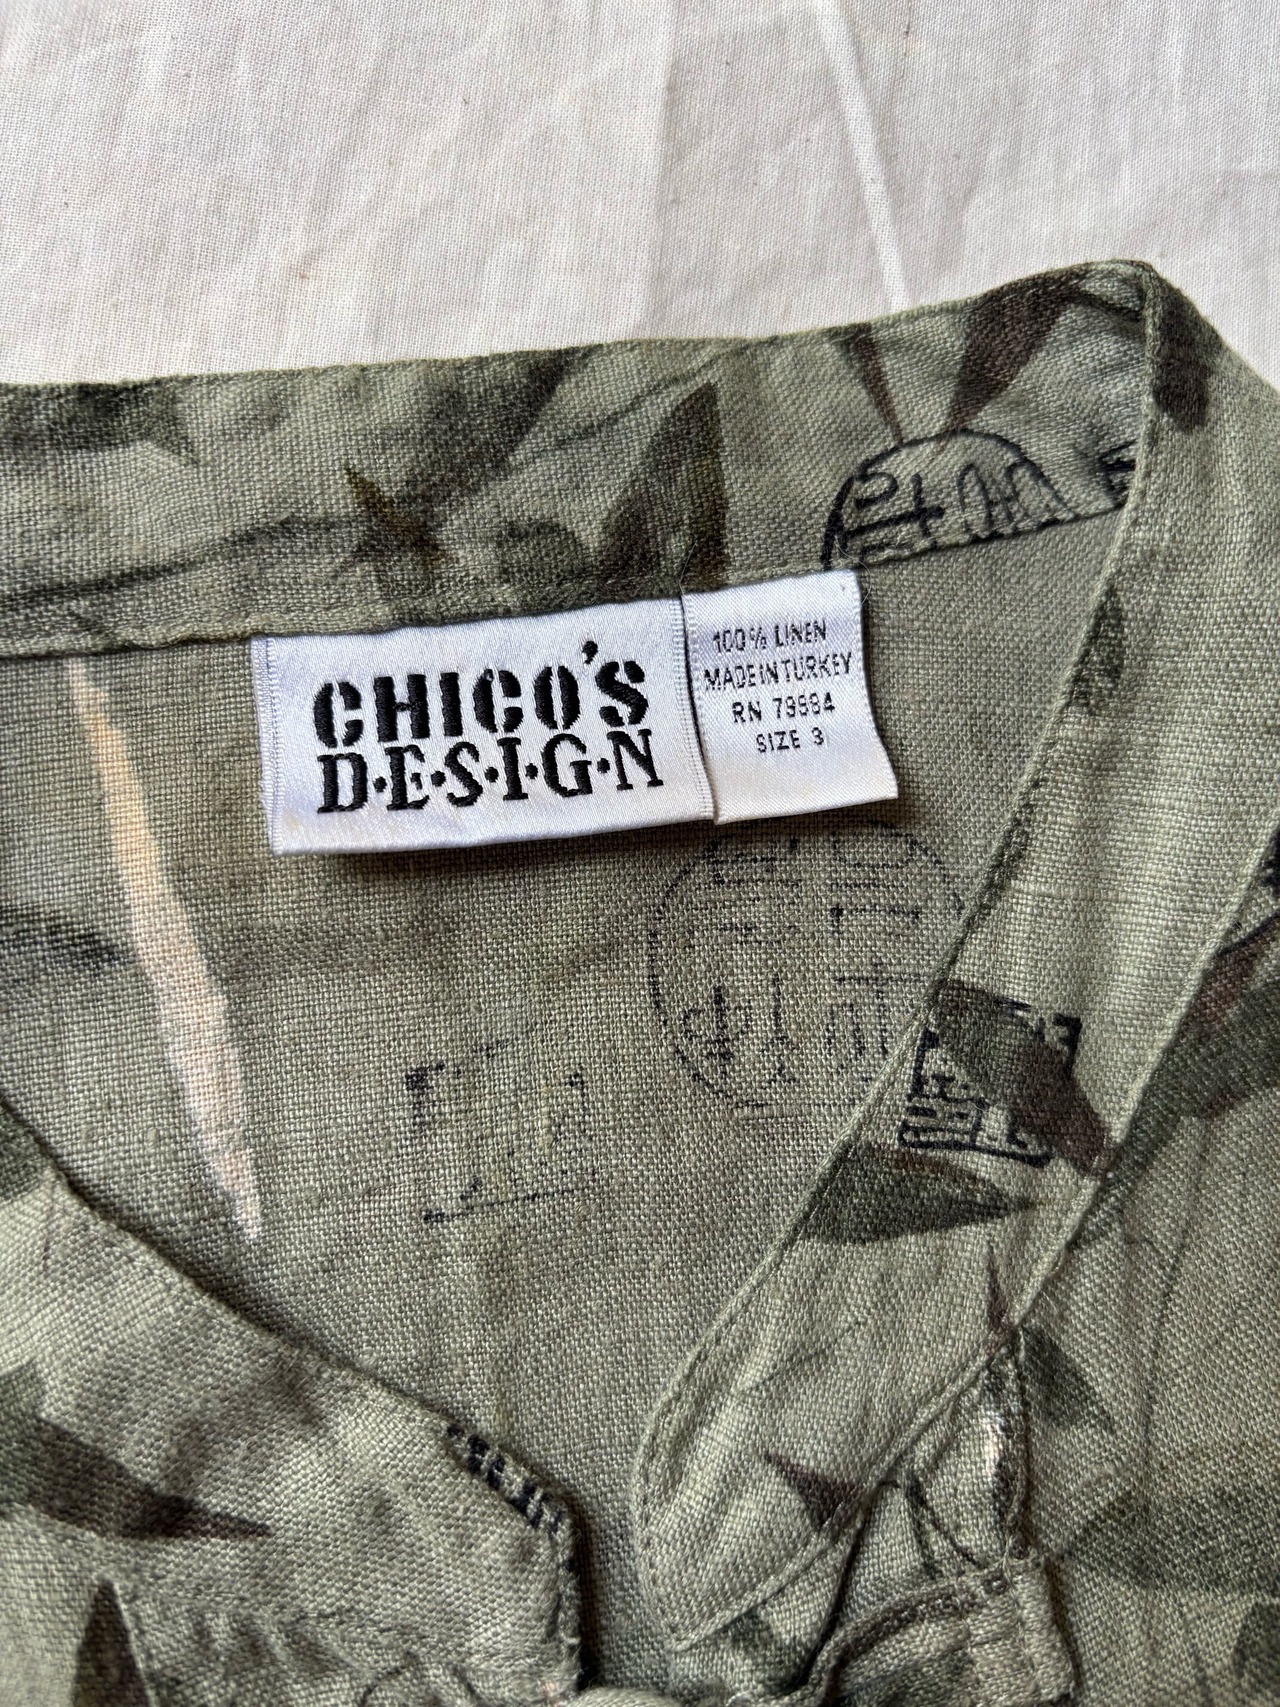 CHICO'S
D·E·S·I·G·N
100% LINEN
MADE IN TURKEY
RN 79984
SIZE 3